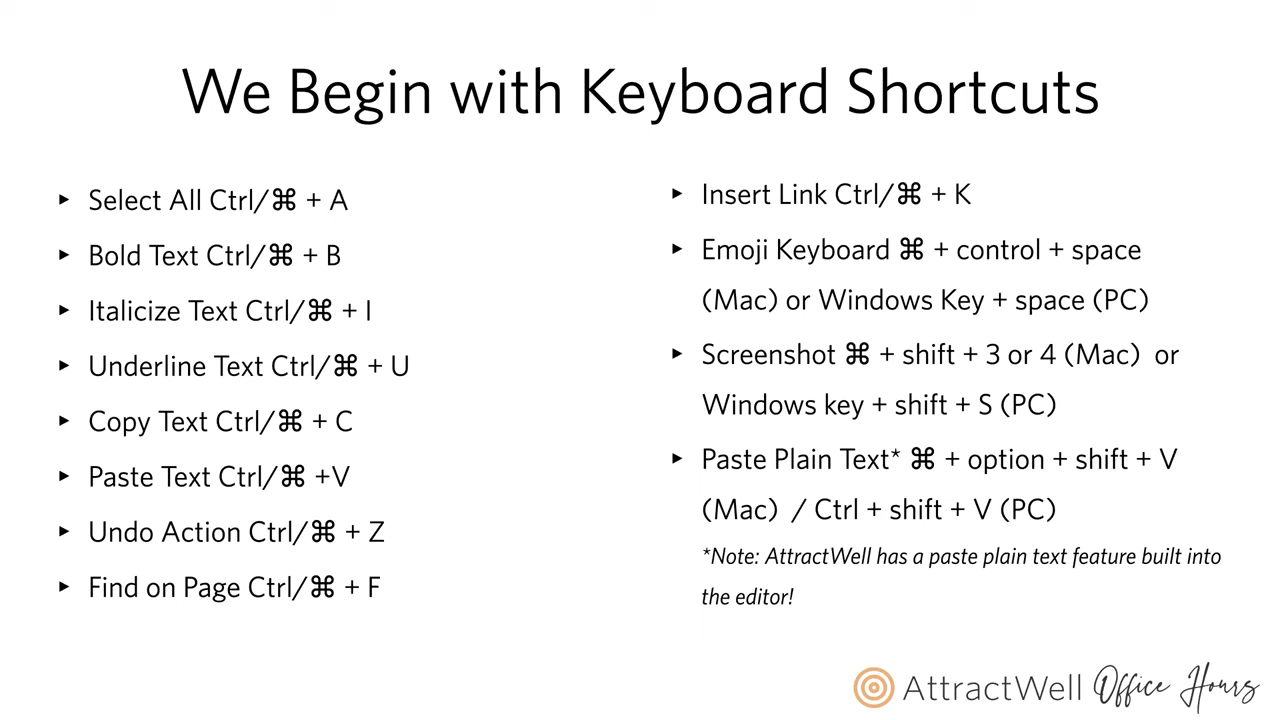 We Begin with Keyboard Shortcuts
‣ Select All Ctrl/⌘ + A
‣ Bold Text Ctrl/⌘ + B
‣ Italicize Text Ctrl/⌘ + I
‣ Underline Text Ctrl/⌘ + U
‣ Copy Text Ctrl/⌘ + C
‣ Paste Text Ctrl/⌘ +V
‣ Undo Action Ctrl/⌘ + Z
‣ Find on Page Ctrl/⌘ + F
‣ Insert Link Ctrl/⌘ + K
‣ Emoji Keyboard ⌘ + control + space
(Mac) or Windows Key + space (PC)
‣ Screenshot ⌘ + shift + 3 or 4 (Mac) or
Windows key + shift + S (PC)
‣ Paste Plain Text* ⌘ + option + shift + V
(Mac) / Ctrl + shift + V (PC)
*Note: AttractWell has a paste plain text feature built into
the editor!
AttractWell Office Hours